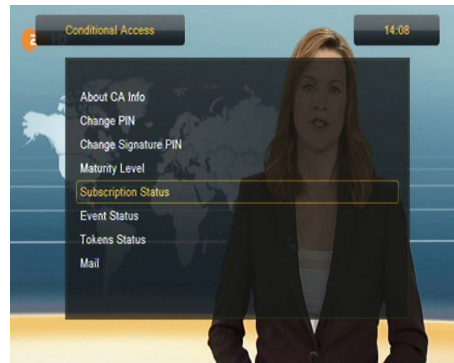 Conditional Access
14:08
About CA Info
Change PIN
Change Signature PIN
Maturity Level
Subscription Status
Event Status
Tokens Status
Mail